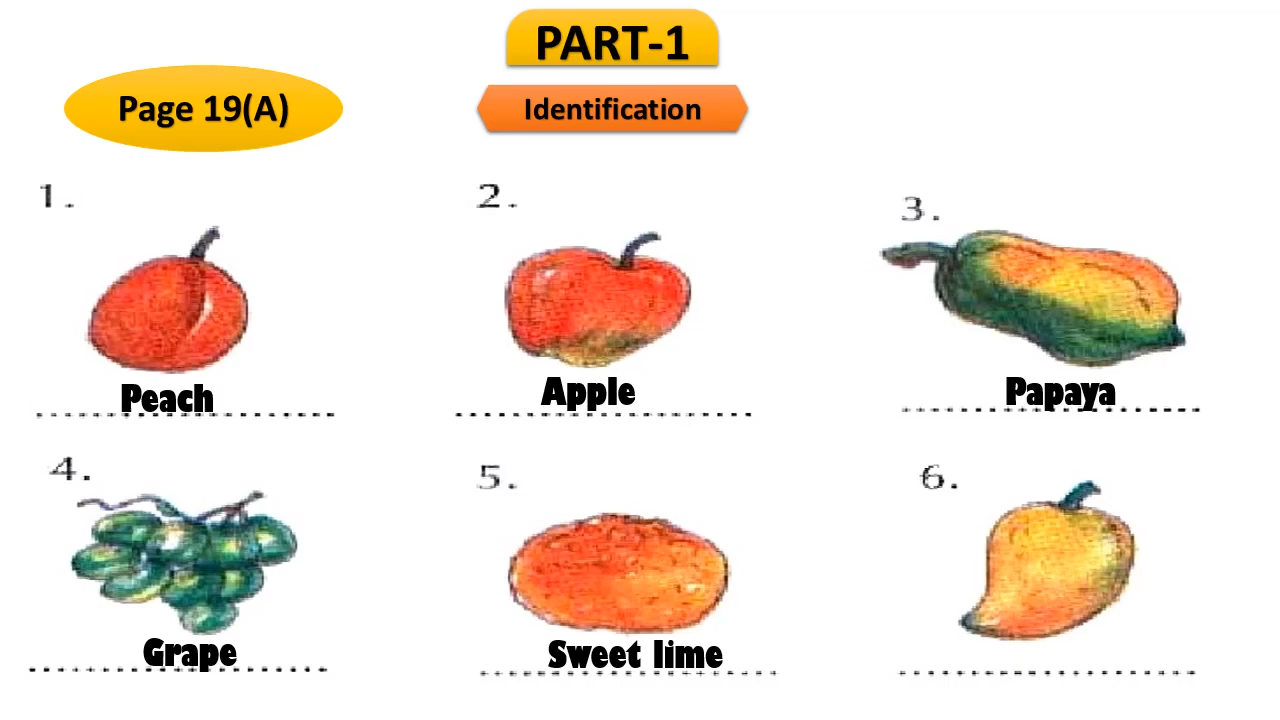 PART-1
Page 19(A)
Identification
1.
2.
3.
Peach
Apple
Papaya
4.
5.
6.
Grape
Sweet lime